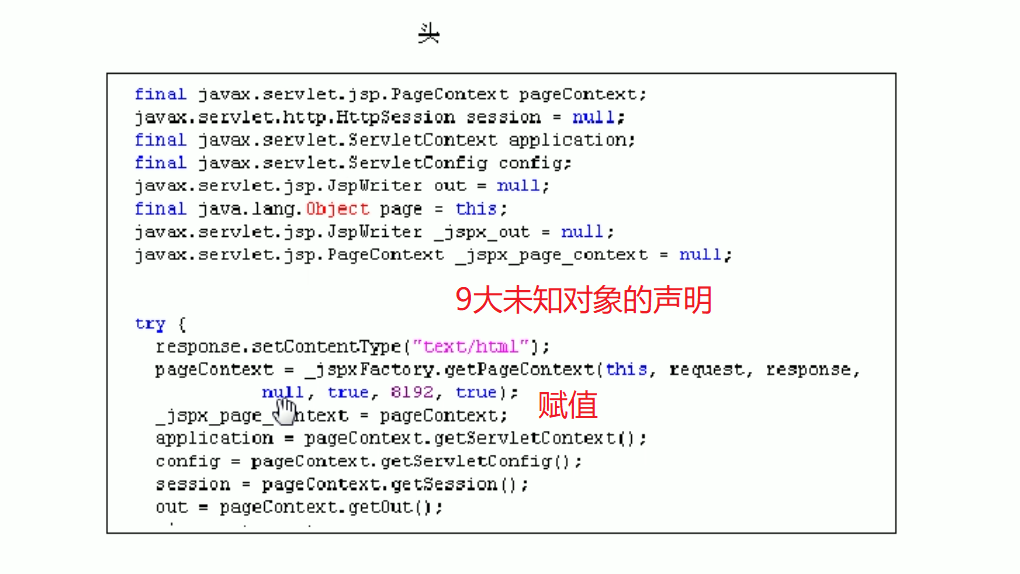 头
final javax.servlet.jsp.PageContext pageContext;
javax.servlet.http.HttpSession session = null;
final javax.servlet.ServletContext application;
final javax.servlet.ServletConfig config;
javax.servlet.jsp.JspWriter out = null;
final java.lang.Object page = this;
javax.servlet.jsp.JspWriter _jspx_out = null;
javax.servlet.jsp.PageContext _jspx_page_context = null;
9大未知对象的声明
try {
response.setContentType("text/html");
pageContext = _jspxFactory.getPageContext(this, request, response,
null, true, 8192, true);
赋值
_jspx_page_context = pageContext;
application = pageContext.getServletContext();
config = pageContext.getServletConfig();
session = pageContext.getSession();
out = pageContext.getOut();